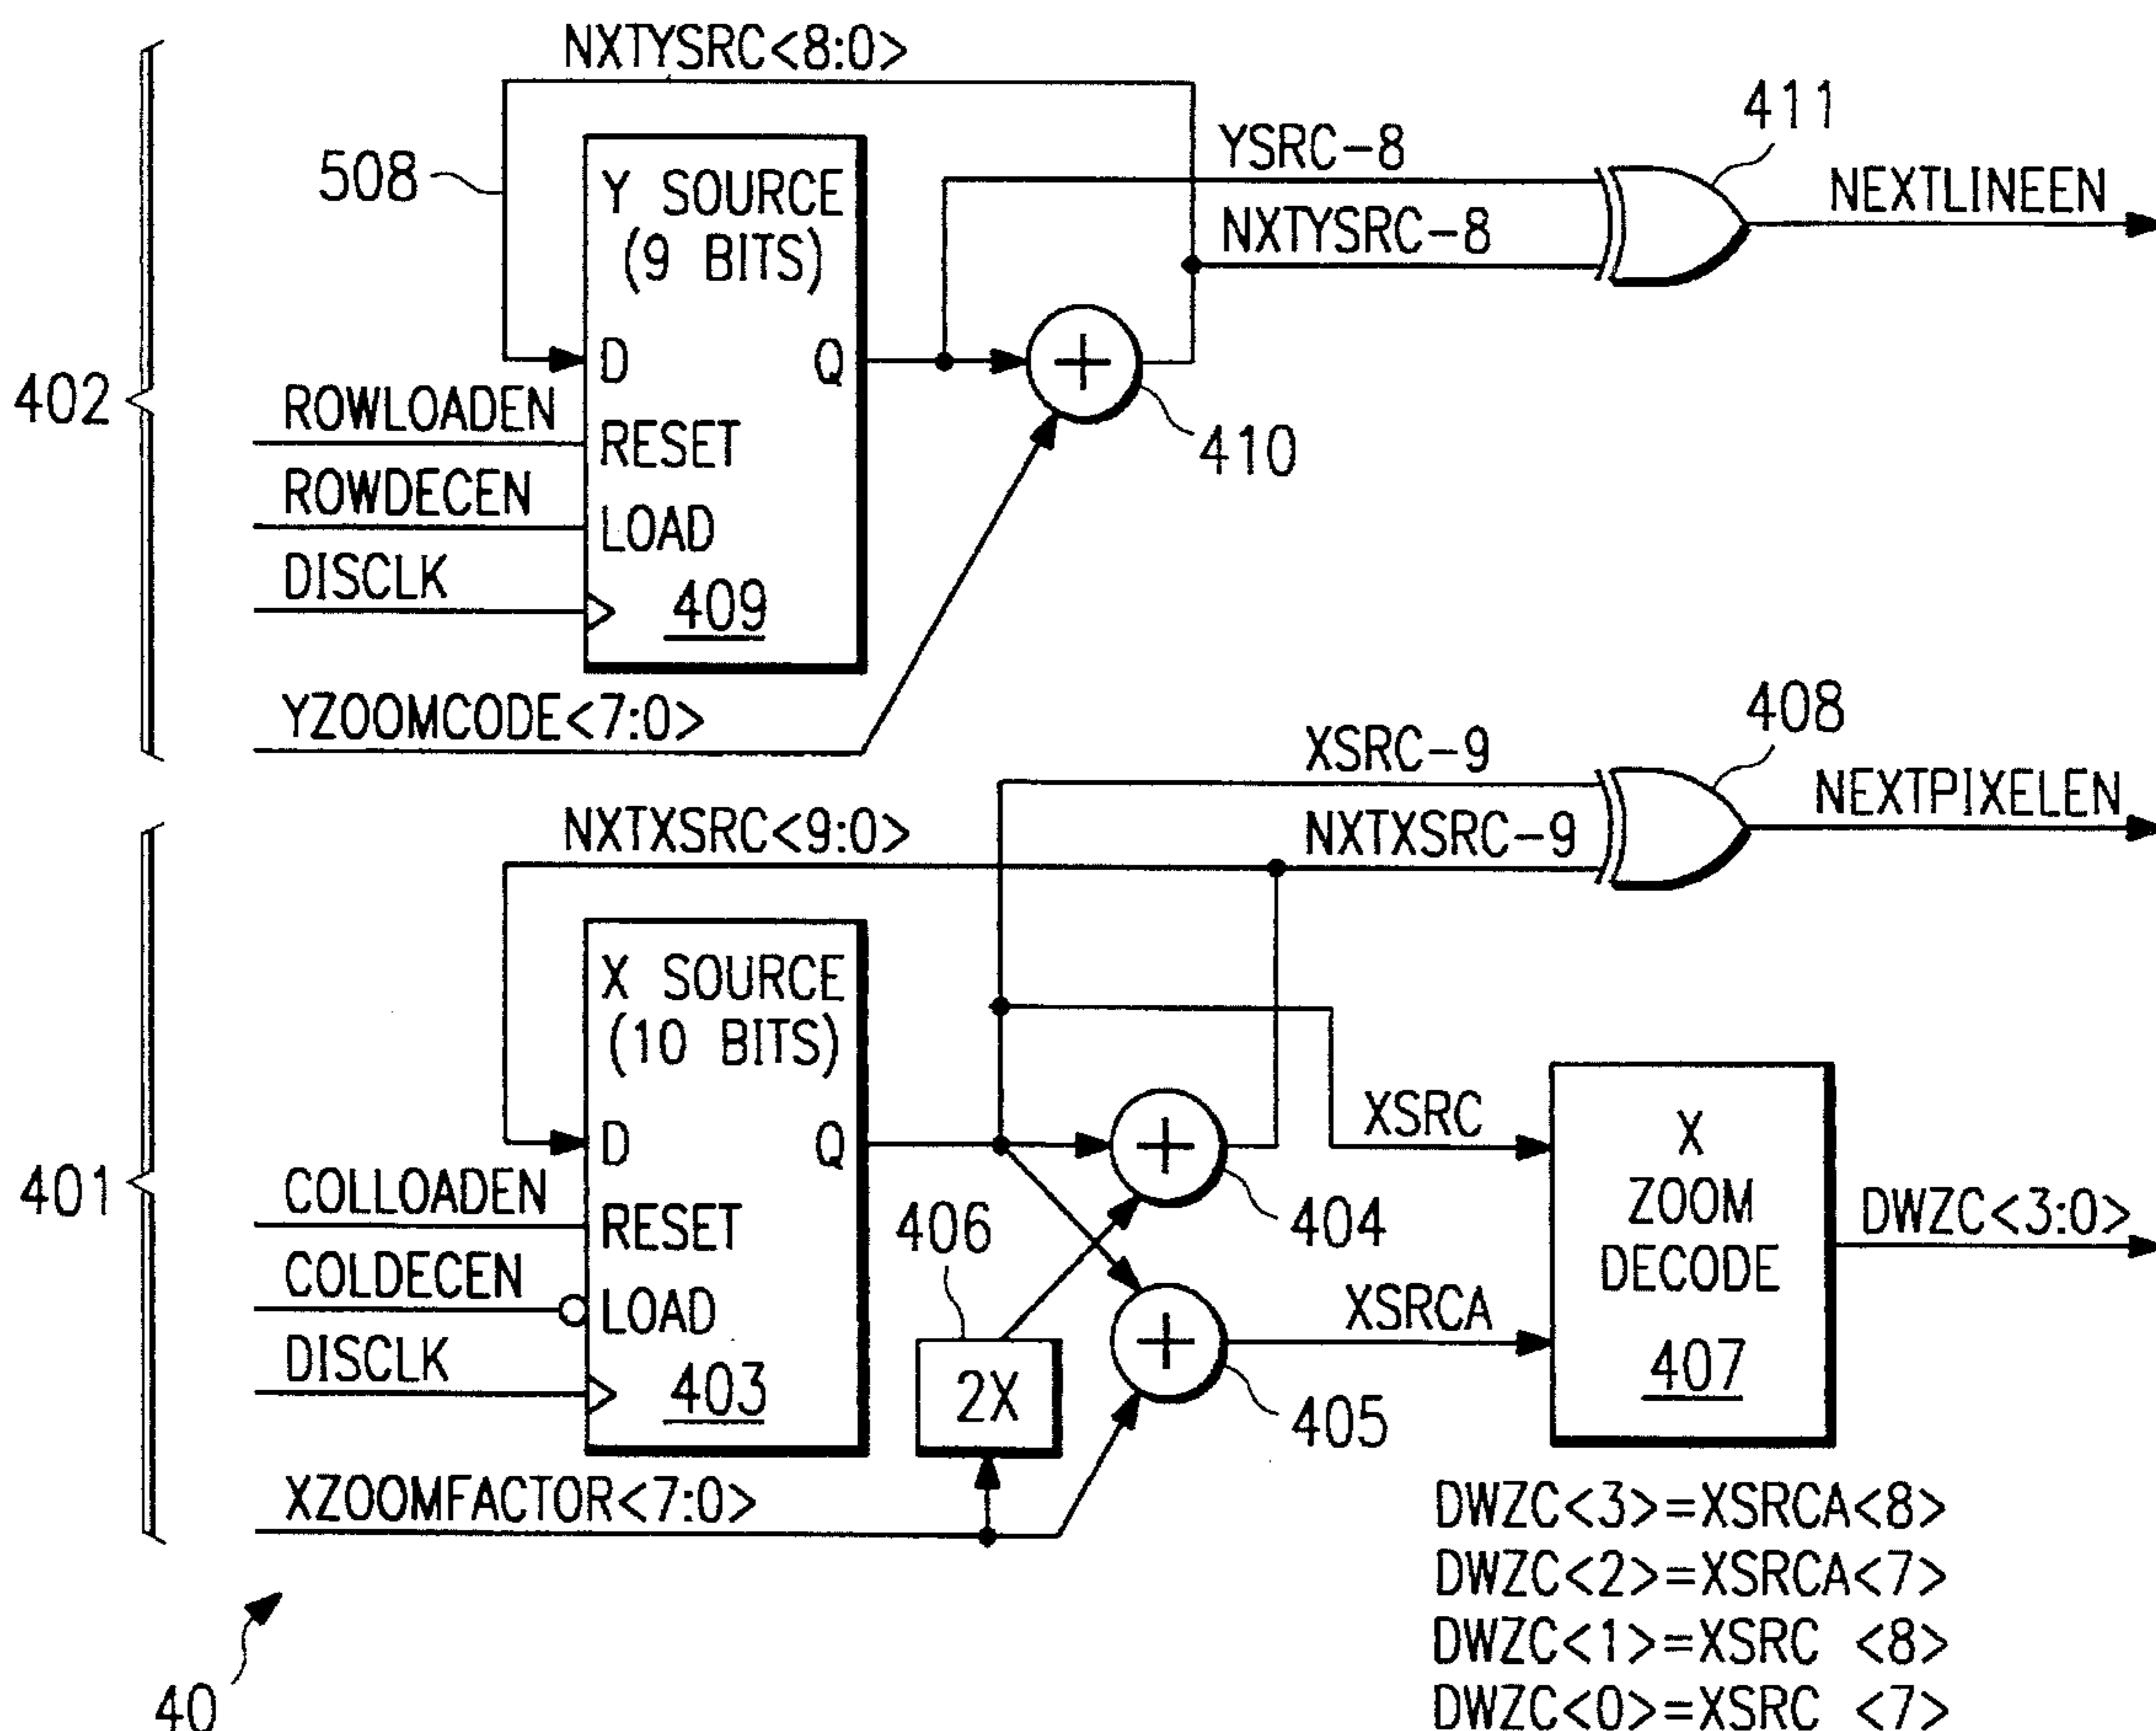 NXTYSRC<8:0>
508
Y SOURCE
(9 BITS)
D
Q
RESET
LOAD
409
402
ROWLOADEN
ROWDECEN
DISCLK
YZOOMCODE<7:0>
410
YSRC-8
NXTYSRC-8
411
NEXTLINEEN
401
NXTXSRC<9:0>
X SOURCE
(10 BITS)
D
Q
RESET
LOAD
403
COLLOADEN
COLDECEN
DISCLK
XZOOMFACTOR<7:0>
406
2X
404
405
XSRC-9
NXTXSRC-9
408
NEXTPIXELEN
XSRC
XSRCA
X
ZOOM
DECODE
407
DWZC<3:0>
DWZC<3>=XSRCA<8>
DWZC<2>=XSRCA<7>
DWZC<1>=XSRC <8>
DWZC<0>=XSRC <7>
40